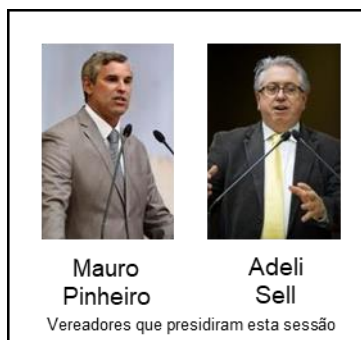 Mauro
Pinheiro
Adeli
Sell
Vereadores que presidiram esta sessão